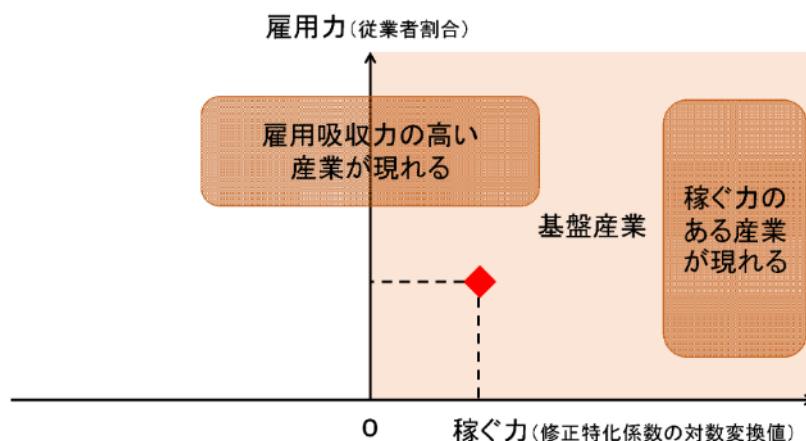 雇用力(従業者割合)
雇用吸収力の高い
産業が現れる
基盤産業
稼ぐ力の
ある産業
が現れる
0
稼ぐ力(修正特化係数の対数変換値)